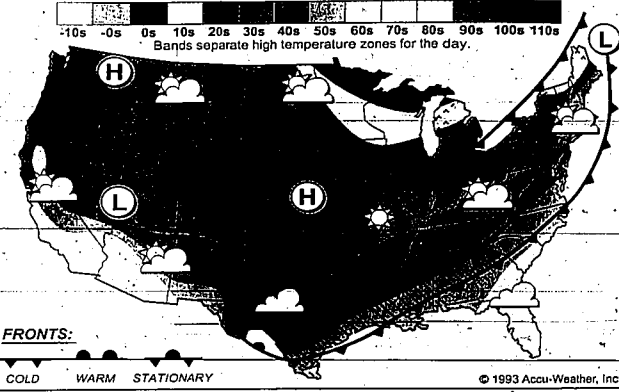 -10s -0s 0s 10s 20s 30s 40s 50s 60s 70s 80s 90s 100s 110s
Bands separate high temperature zones for the day.
L
H
L
H
FRONTS:
COLD WARM STATIONARY
© 1993 Accu-Weather, Inc